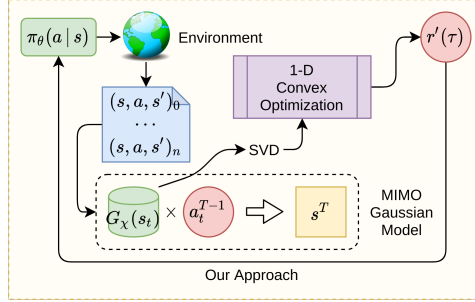 π_θ(a | s)
Environment
r′(τ)
1-D
Convex
Optimization
(s, a, s′)_0
...
(s, a, s′)_n
SVD
G_χ(s_t) × a_t^{T−1}
s^T
MIMO
Gaussian
Model
Our Approach